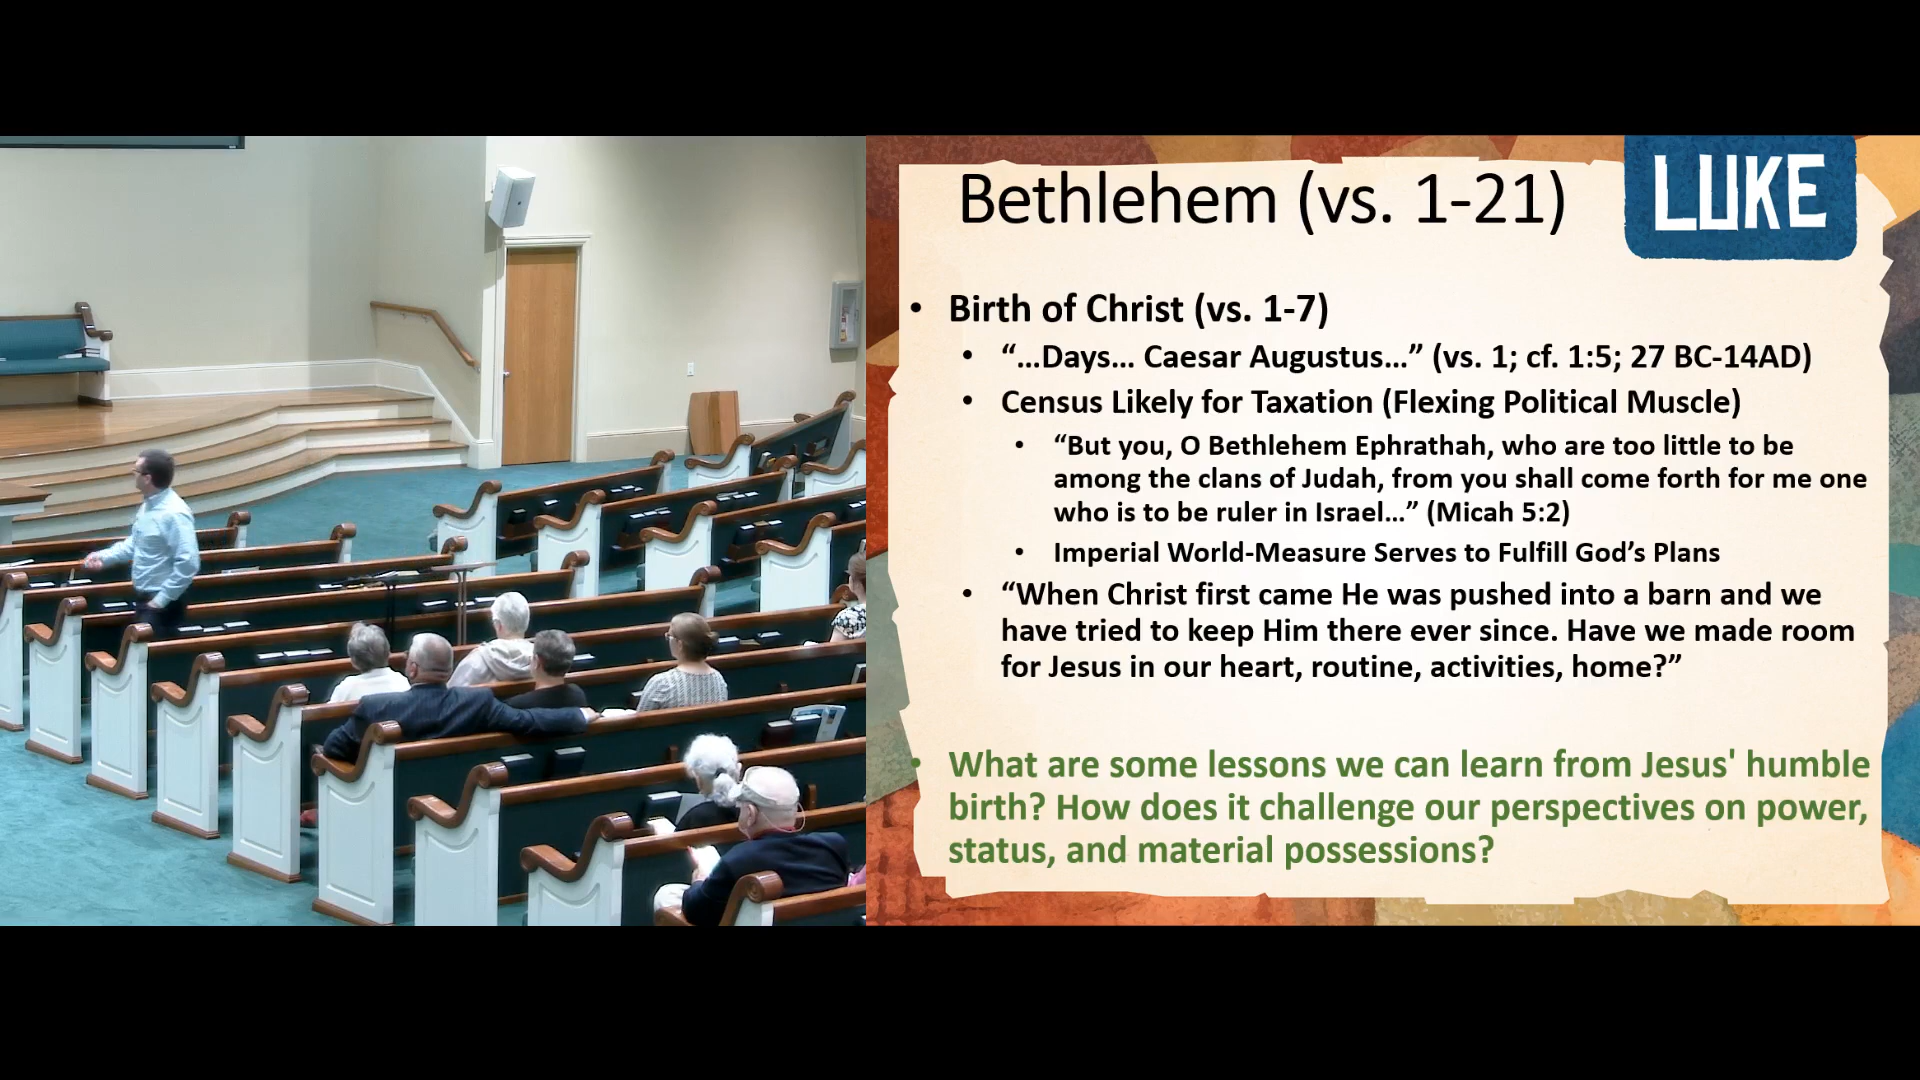 Bethlehem (vs. 1-21)
LUKE
• Birth of Christ (vs. 1-7)
• “…Days… Caesar Augustus…” (vs. 1; cf. 1:5; 27 BC-14AD)
• Census Likely for Taxation (Flexing Political Muscle)
• “But you, O Bethlehem Ephrathah, who are too little to be
among the clans of Judah, from you shall come forth for me one
who is to be ruler in Israel…” (Micah 5:2)
• Imperial World-Measure Serves to Fulfill God’s Plans
• “When Christ first came He was pushed into a barn and we
have tried to keep Him there ever since. Have we made room
for Jesus in our heart, routine, activities, home?”
• What are some lessons we can learn from Jesus' humble
birth? How does it challenge our perspectives on power,
status, and material possessions?